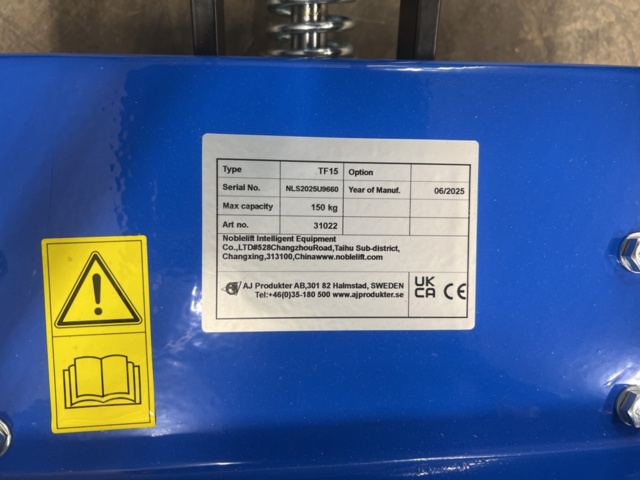 Type TF15 Option
Serial No. NLS2025U9660 Year of Manuf. 06/2025
Max capacity 150 kg
Art no. 31022
Noblelift Intelligent Equipment
Co.,LTD#528ChangzhouRoad,Taihu Sub-district,
Changxing,313100,Chinawww.noblelift.com
AJ Produkter AB,301 82 Halmstad, SWEDEN
Tel:+46(0)35-180 500 www.ajprodukter.se
UK
CA CE